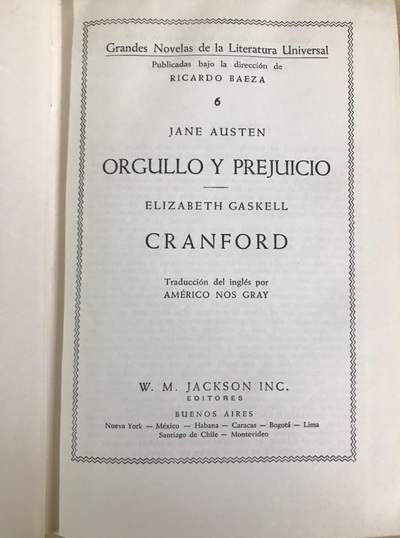 Grandes Novelas de la Literatura Universal
Publicadas bajo la dirección de
RICARDO BAEZA
6
JANE AUSTEN
ORGULLO Y PREJUICIO
ELIZABETH GASKELL
CRANFORD
Traducción del inglés por
AMÉRICO NOS GRAY
W. M. JACKSON INC.
EDITORES
BUENOS AIRES
Nueva York — México — Habana — Caracas — Bogotá — Lima
Santiago de Chile — Montevideo